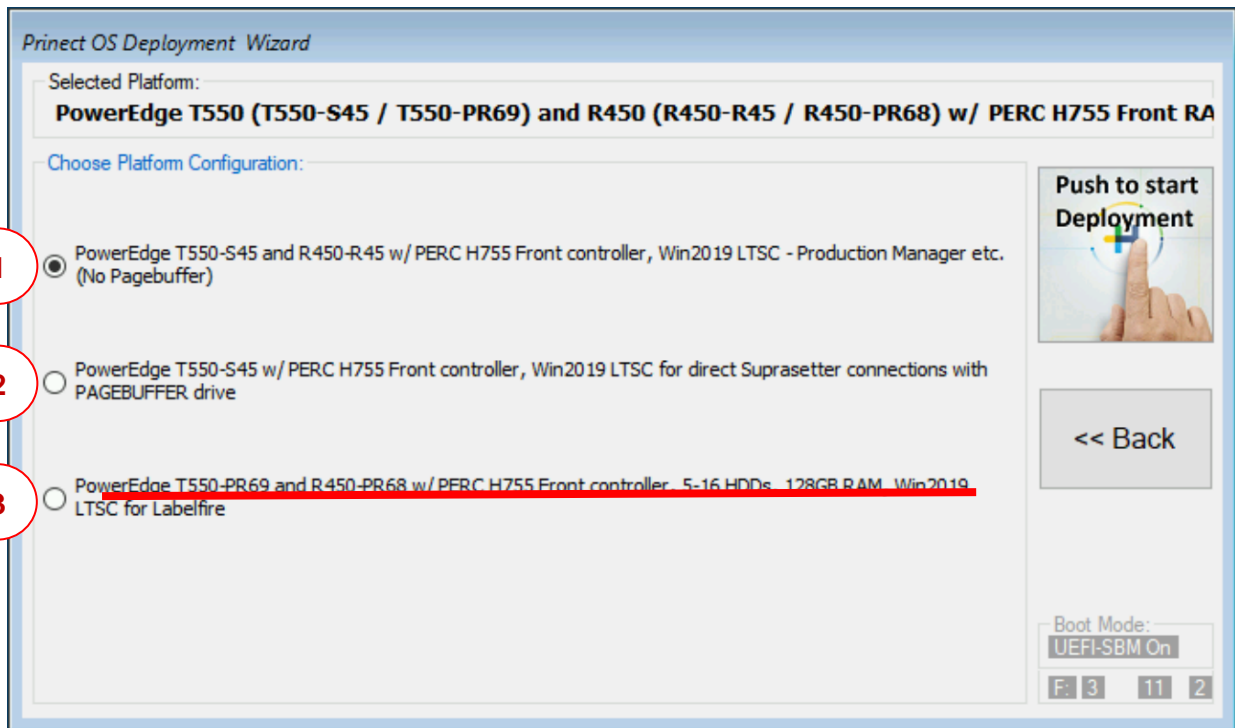 Prinect OS Deployment Wizard
Selected Platform:
PowerEdge T550 (T550-S45 / T550-PR69) and R450 (R450-R45 / R450-PR68) w/ PERC H755 Front RA
Choose Platform Configuration:
Push to start
Deployment
1
PowerEdge T550-S45 and R450-R45 w/ PERC H755 Front controller, Win2019 LTSC - Production Manager etc.
(No Pagebuffer)
2
PowerEdge T550-S45 w/ PERC H755 Front controller, Win2019 LTSC for direct Suprasetter connections with
PAGEBUFFER drive
<< Back
3
PowerEdge T550-PR69 and R450-PR68 w/ PERC H755 Front controller, 5-16 HDDs, 128GB RAM, Win2019
LTSC for Labelfire
Boot Mode:
UEFI-SBM On
F: 3 11 2